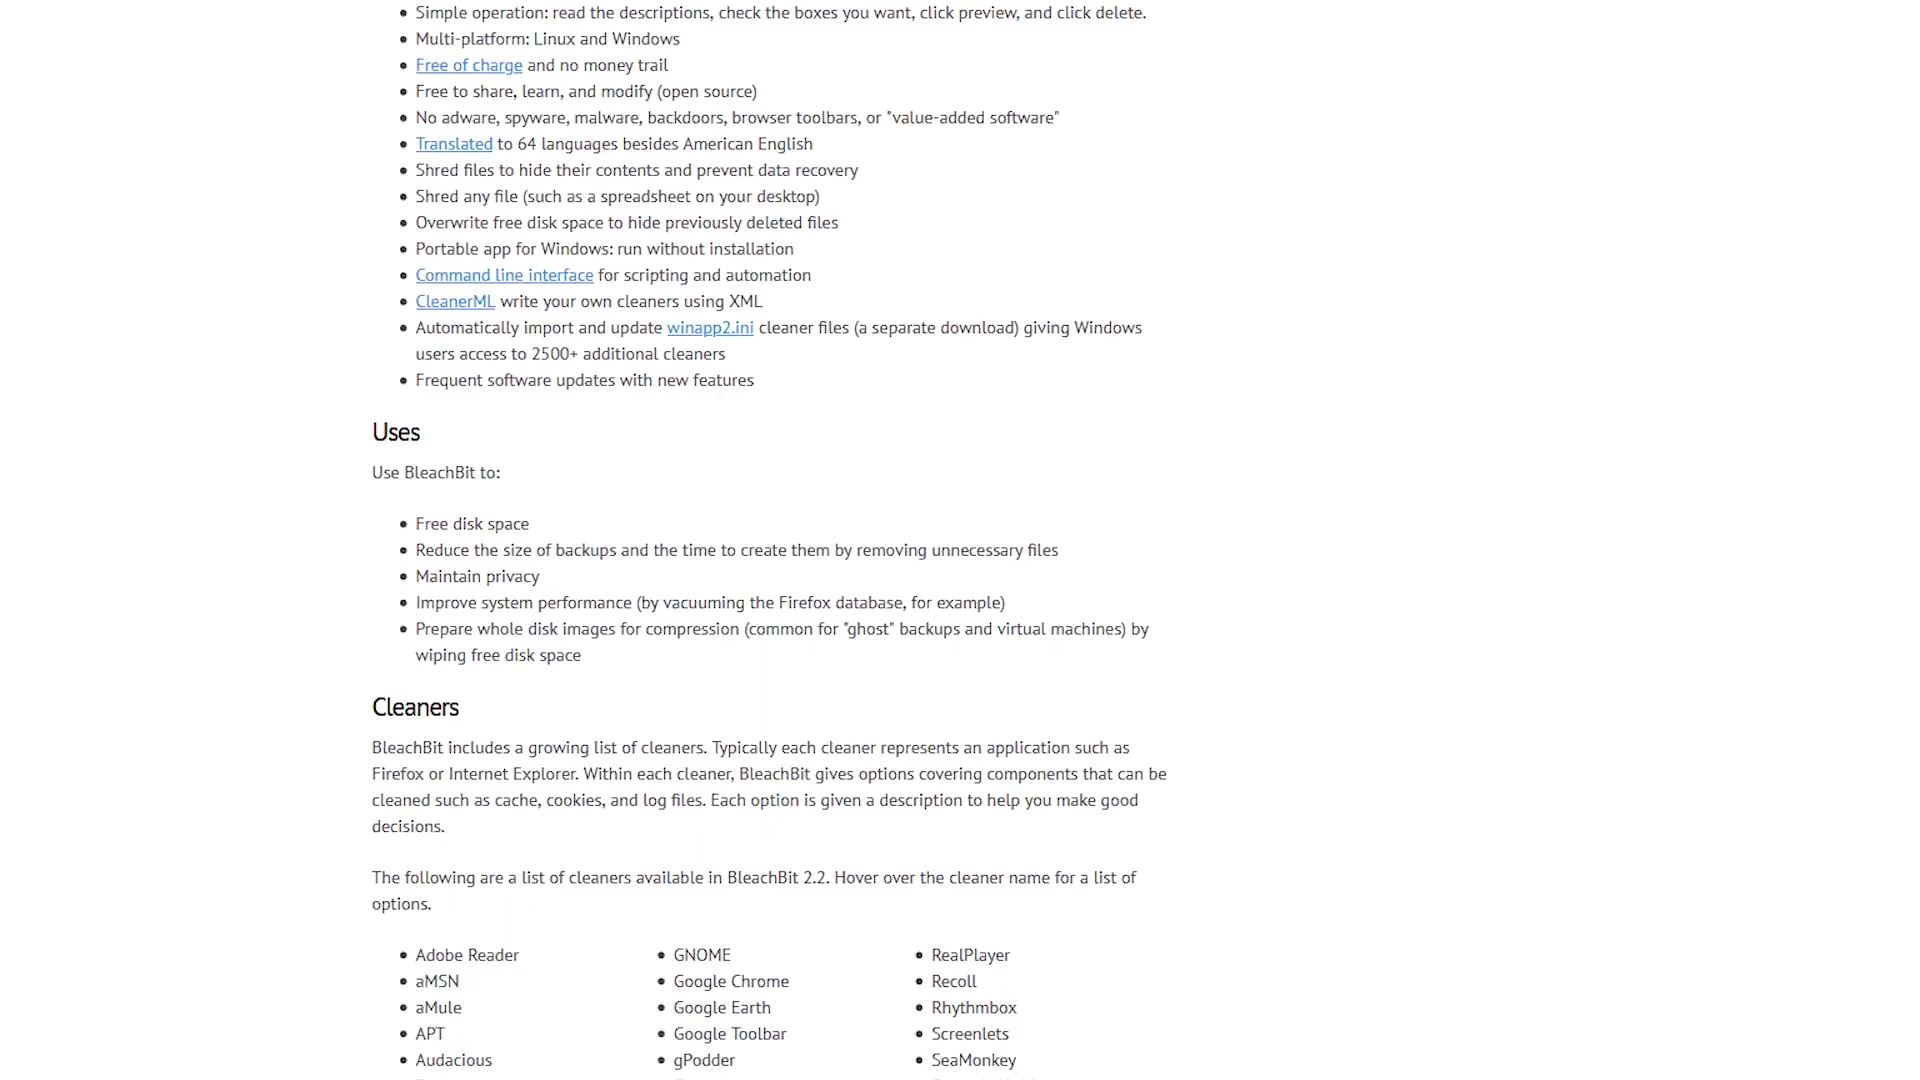 Simple operation: read the descriptions, check the boxes you want, click preview, and click delete.
Multi-platform: Linux and Windows
Free of charge and no money trail
Free to share, learn, and modify (open source)
No adware, spyware, malware, backdoors, browser toolbars, or "value-added software"
Translated to 64 languages besides American English
Shred files to hide their contents and prevent data recovery
Shred any file (such as a spreadsheet on your desktop)
Overwrite free disk space to hide previously deleted files
Portable app for Windows: run without installation
Command line interface for scripting and automation
CleanerML write your own cleaners using XML
Automatically import and update winapp2.ini cleaner files (a separate download) giving Windows
users access to 2500+ additional cleaners
Frequent software updates with new features
Uses
Use BleachBit to:
Free disk space
Reduce the size of backups and the time to create them by removing unnecessary files
Maintain privacy
Improve system performance (by vacuuming the Firefox database, for example)
Prepare whole disk images for compression (common for "ghost" backups and virtual machines) by
wiping free disk space
Cleaners
BleachBit includes a growing list of cleaners. Typically each cleaner represents an application such as
Firefox or Internet Explorer. Within each cleaner, BleachBit gives options covering components that can be
cleaned such as cache, cookies, and log files. Each option is given a description to help you make good
decisions.
The following are a list of cleaners available in BleachBit 2.2. Hover over the cleaner name for a list of
options.
Adobe Reader
aMSN
aMule
APT
Audacious
GNOME
Google Chrome
Google Earth
Google Toolbar
gPodder
RealPlayer
Recoll
Rhythmbox
Screenlets
SeaMonkey